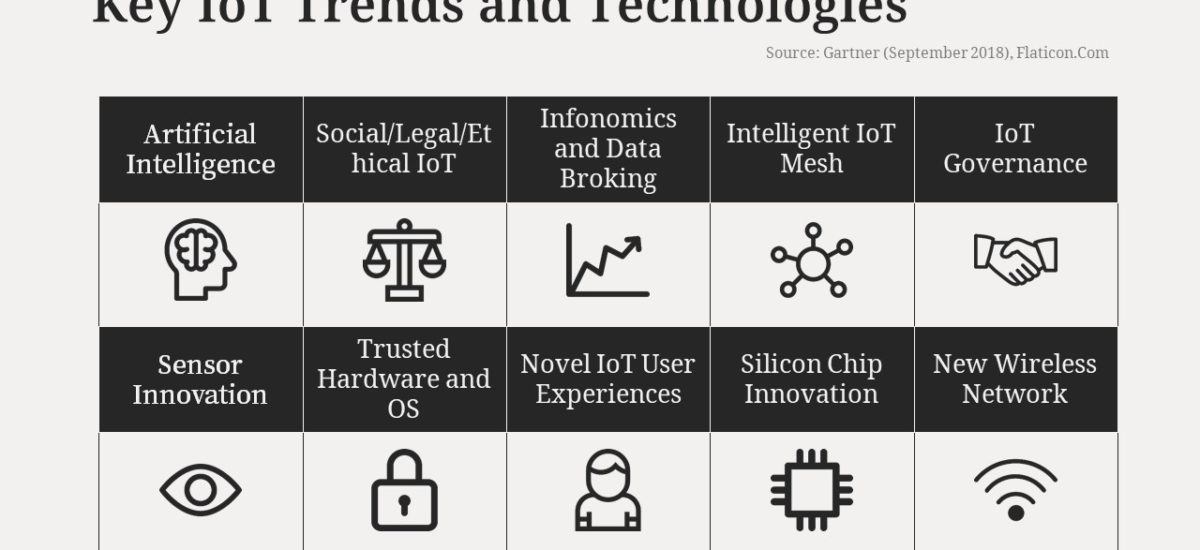 Key IoT Trends and Technologies
Source: Gartner (September 2018), Flaticon.Com
Artificial
Intelligence
Social/Legal/Et
hical IoT
Infonomics
and Data
Broking
Intelligent IoT
Mesh
IoT
Governance
Sensor
Innovation
Trusted
Hardware and
OS
Novel IoT User
Experiences
Silicon Chip
Innovation
New Wireless
Network